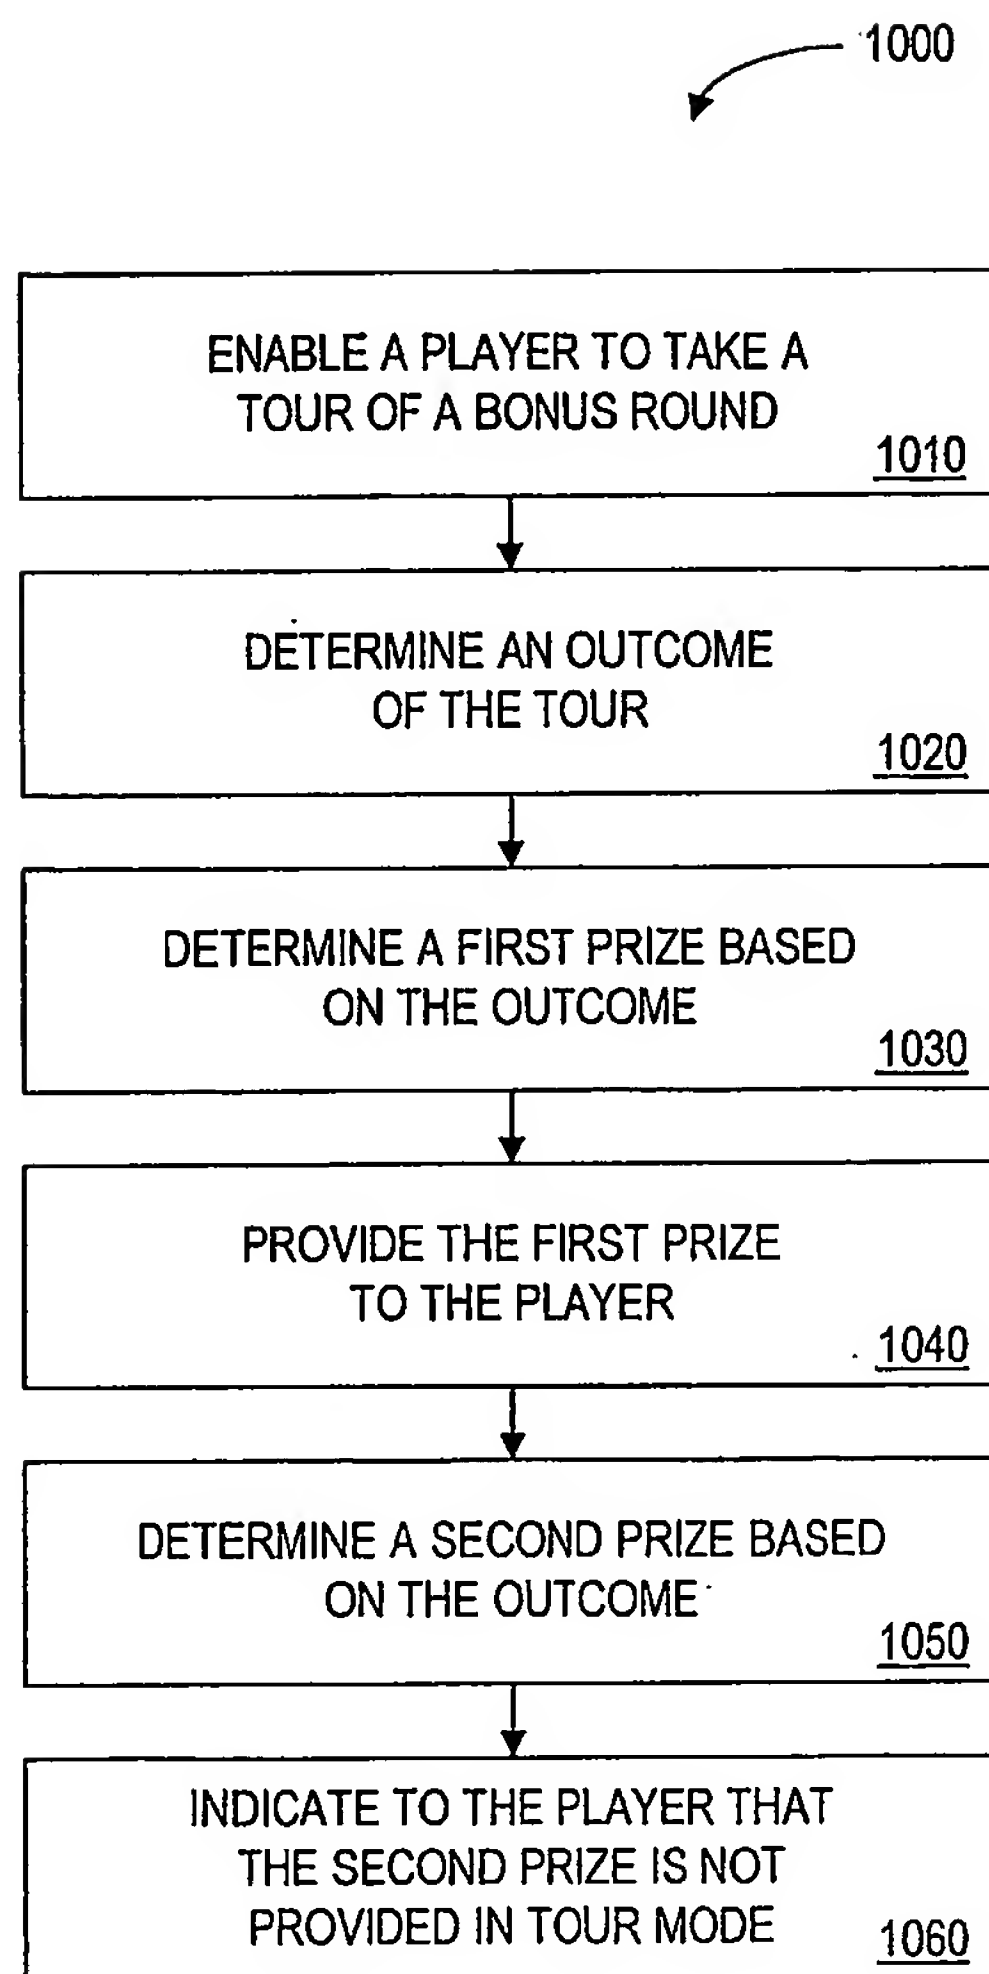 1000
ENABLE A PLAYER TO TAKE A
TOUR OF A BONUS ROUND
1010
DETERMINE AN OUTCOME
OF THE TOUR
1020
DETERMINE A FIRST PRIZE BASED
ON THE OUTCOME
1030
PROVIDE THE FIRST PRIZE
TO THE PLAYER
1040
DETERMINE A SECOND PRIZE BASED
ON THE OUTCOME
1050
INDICATE TO THE PLAYER THAT
THE SECOND PRIZE IS NOT
PROVIDED IN TOUR MODE
1060